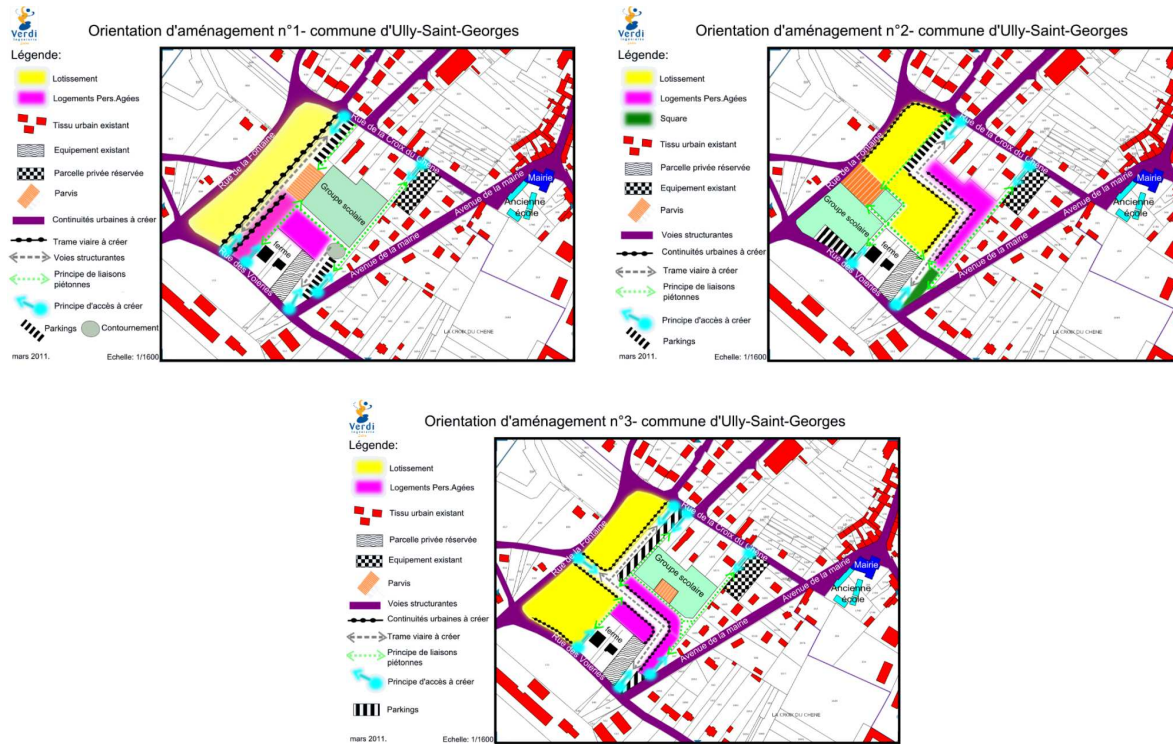 Verdi
Ingénierie
Orientation d'aménagement n°1- commune d'Ully-Saint-Georges
Légende:
Lotissement
Logements Pers.Agées
Tissu urbain existant
Equipement existant
Parcelle privée réservée
Parvis
Continuités urbaines à créer
Trame viaire à créer
Voies structurantes
Principe de liaisons
piétonnes
Principe d'accès à créer
Parkings
Contournement
mars 2011.
Echelle: 1/1600
Rue de la Fontaine
Rue de la Croix du Chêne
Groupe scolaire
ferme
Rue des Voieries
Avenue de la mairie
Mairie
Ancienne
école
LA CROIX DU CHENE
Verdi
Ingénierie
Orientation d'aménagement n°2- commune d'Ully-Saint-Georges
Légende:
Lotissement
Logements Pers.Agées
Square
Tissu urbain existant
Parcelle privée réservée
Equipement existant
Parvis
Voies structurantes
Continuités urbaines à créer
Trame viaire à créer
Principe de liaisons
piétonnes
Principe d'accès à créer
Parkings
mars 2011.
Echelle: 1/1600
Rue de la Fontaine
Rue de la Croix du Chêne
Groupe scolaire
ferme
Rue des Voieries
Avenue de la mairie
Mairie
Ancienne
école
LA CROIX DU CHENE
Verdi
Ingénierie
Orientation d'aménagement n°3- commune d'Ully-Saint-Georges
Légende:
Lotissement
Logements Pers.Agées
Tissu urbain existant
Parcelle privée réservée
Equipement existant
Parvis
Voies structurantes
Continuités urbaines à créer
Trame viaire à créer
Principe de liaisons
piétonnes
Principe d'accès à créer
Parkings
mars 2011.
Echelle: 1/1600
Rue de la Fontaine
Rue de la Croix du Chêne
Groupe scolaire
ferme
Rue des Voieries
Avenue de la mairie
Mairie
Ancienne
école
LA CROIX DU CHENE